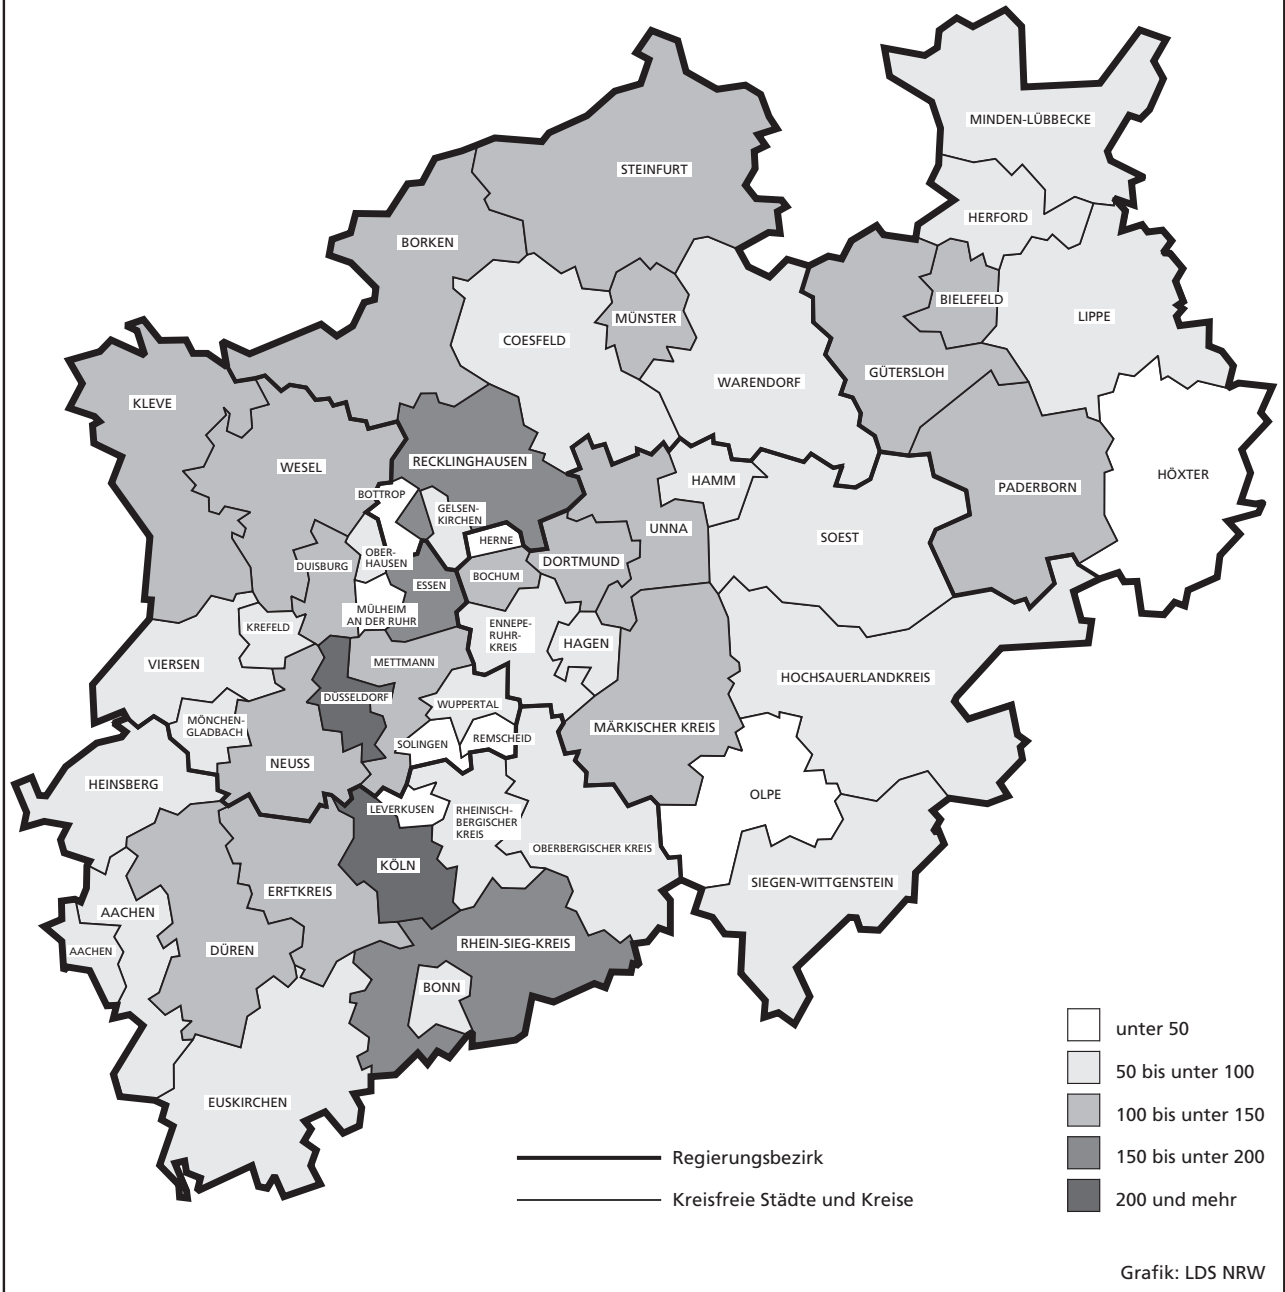 MINDEN-LÜBBECKE
STEINFURT
HERFORD
BORKEN
BIELEFELD
LIPPE
MÜNSTER
COESFELD
GÜTERSLOH
WARENDORF
KLEVE
RECKLINGHAUSEN
WESEL
HÖXTER
HAMM
PADERBORN
BOTTROP
GELSEN-
KIRCHEN
UNNA
SOEST
HERNE
OBER-
HAUSEN
DORTMUND
DUISBURG
BOCHUM
ESSEN
MÜLHEIM
AN DER RUHR
KREFELD
ENNEPE-
RUHR-
KREIS
HAGEN
VIERSEN
METTMANN
HOCHSAUERLANDKREIS
DÜSSELDORF
WUPPERTAL
MÖNCHEN-
GLADBACH
MÄRKISCHER KREIS
SOLINGEN
REMSCHEID
NEUSS
HEINSBERG
OLPE
LEVERKUSEN
RHEINISCH-
BERGISCHER
KREIS
OBERBERGISCHER KREIS
KÖLN
SIEGEN-WITTGENSTEIN
ERFTKREIS
AACHEN
RHEIN-SIEG-KREIS
AACHEN
DÜREN
BONN
EUSKIRCHEN
unter 50
50 bis unter 100
100 bis unter 150
150 bis unter 200
200 und mehr
Regierungsbezirk
Kreisfreie Städte und Kreise
Grafik: LDS NRW